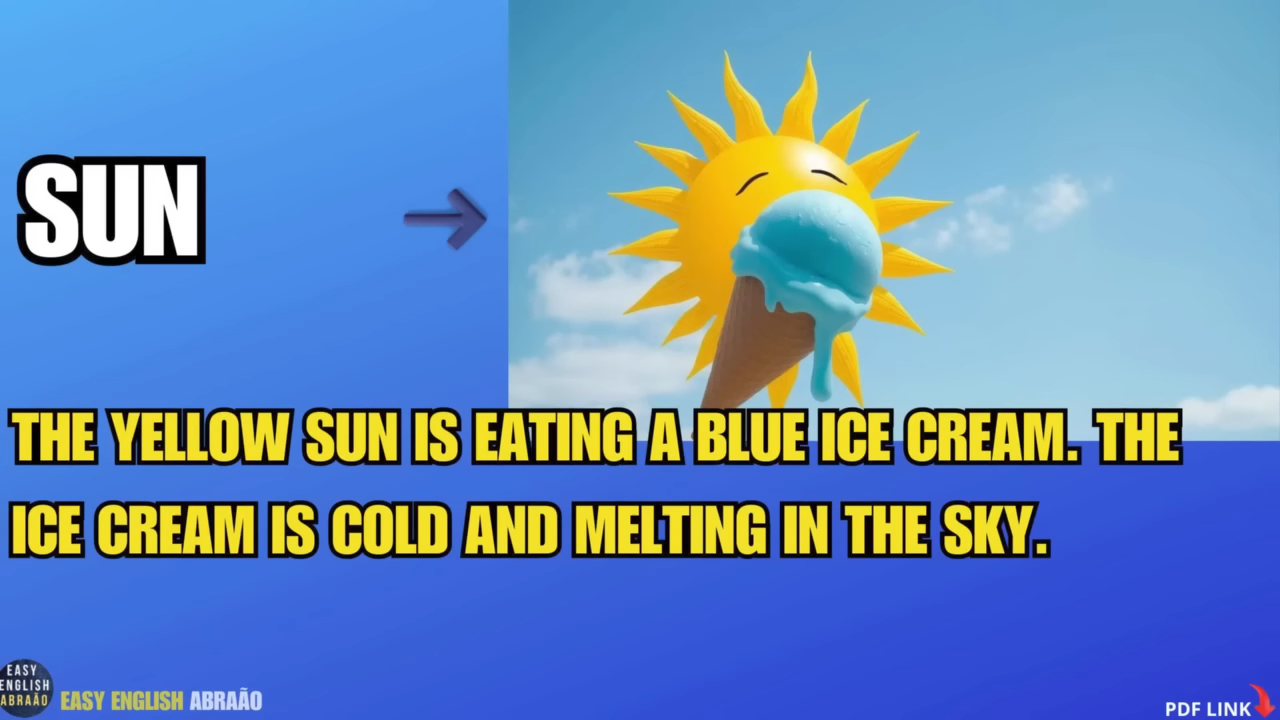 SUN
THE YELLOW SUN IS EATING A BLUE ICE CREAM. THE
ICE CREAM IS COLD AND MELTING IN THE SKY.
EASY
ENGLISH
ABRAÃO
EASY ENGLISH ABRAÃO
PDF LINK